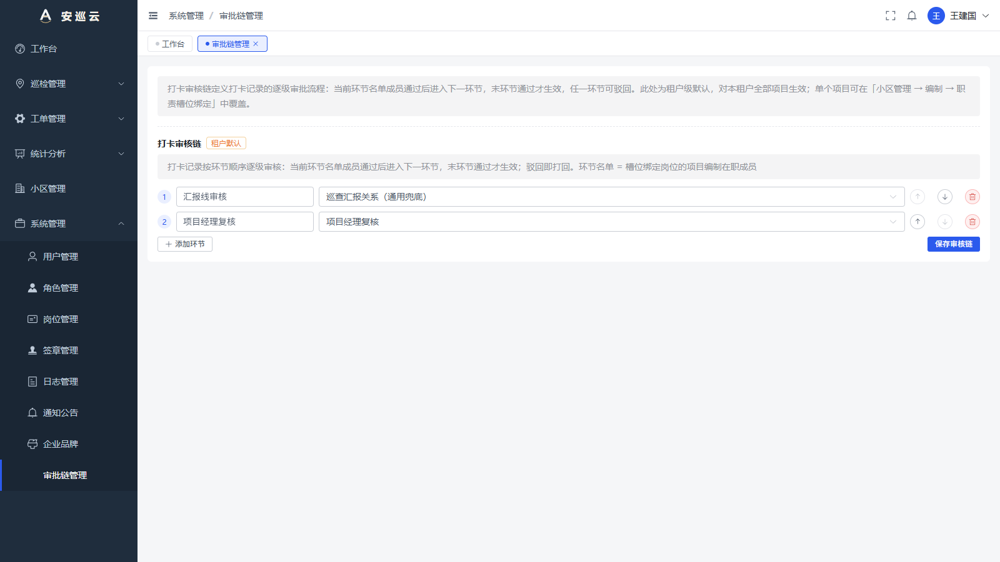 安巡云
系统管理 / 审批链管理
王 王建国
工作台
审批链管理
工作台
巡检管理
工单管理
统计分析
小区管理
系统管理
用户管理
角色管理
岗位管理
签章管理
日志管理
通知公告
企业品牌
审批链管理
打卡审核链定义打卡记录的逐级审批流程：当前环节名单成员通过后进入下一环节，末环节通过才生效，任一环节可驳回。此处为租户级默认，对本租户全部项目生效；单个项目可在「小区管理 → 编制 → 职
责槽位绑定」中覆盖。
打卡审核链 租户默认
打卡记录按环节顺序逐级审核：当前环节名单成员通过后进入下一环节，末环节通过才生效；驳回即打回。环节名单 = 槽位绑定岗位的项目编制在职成员
1 汇报线审核 巡查汇报关系（通用兜底） ↑ ↓
2 项目经理复核 项目经理复核 ↑ ↓
+ 添加环节 保存审核链